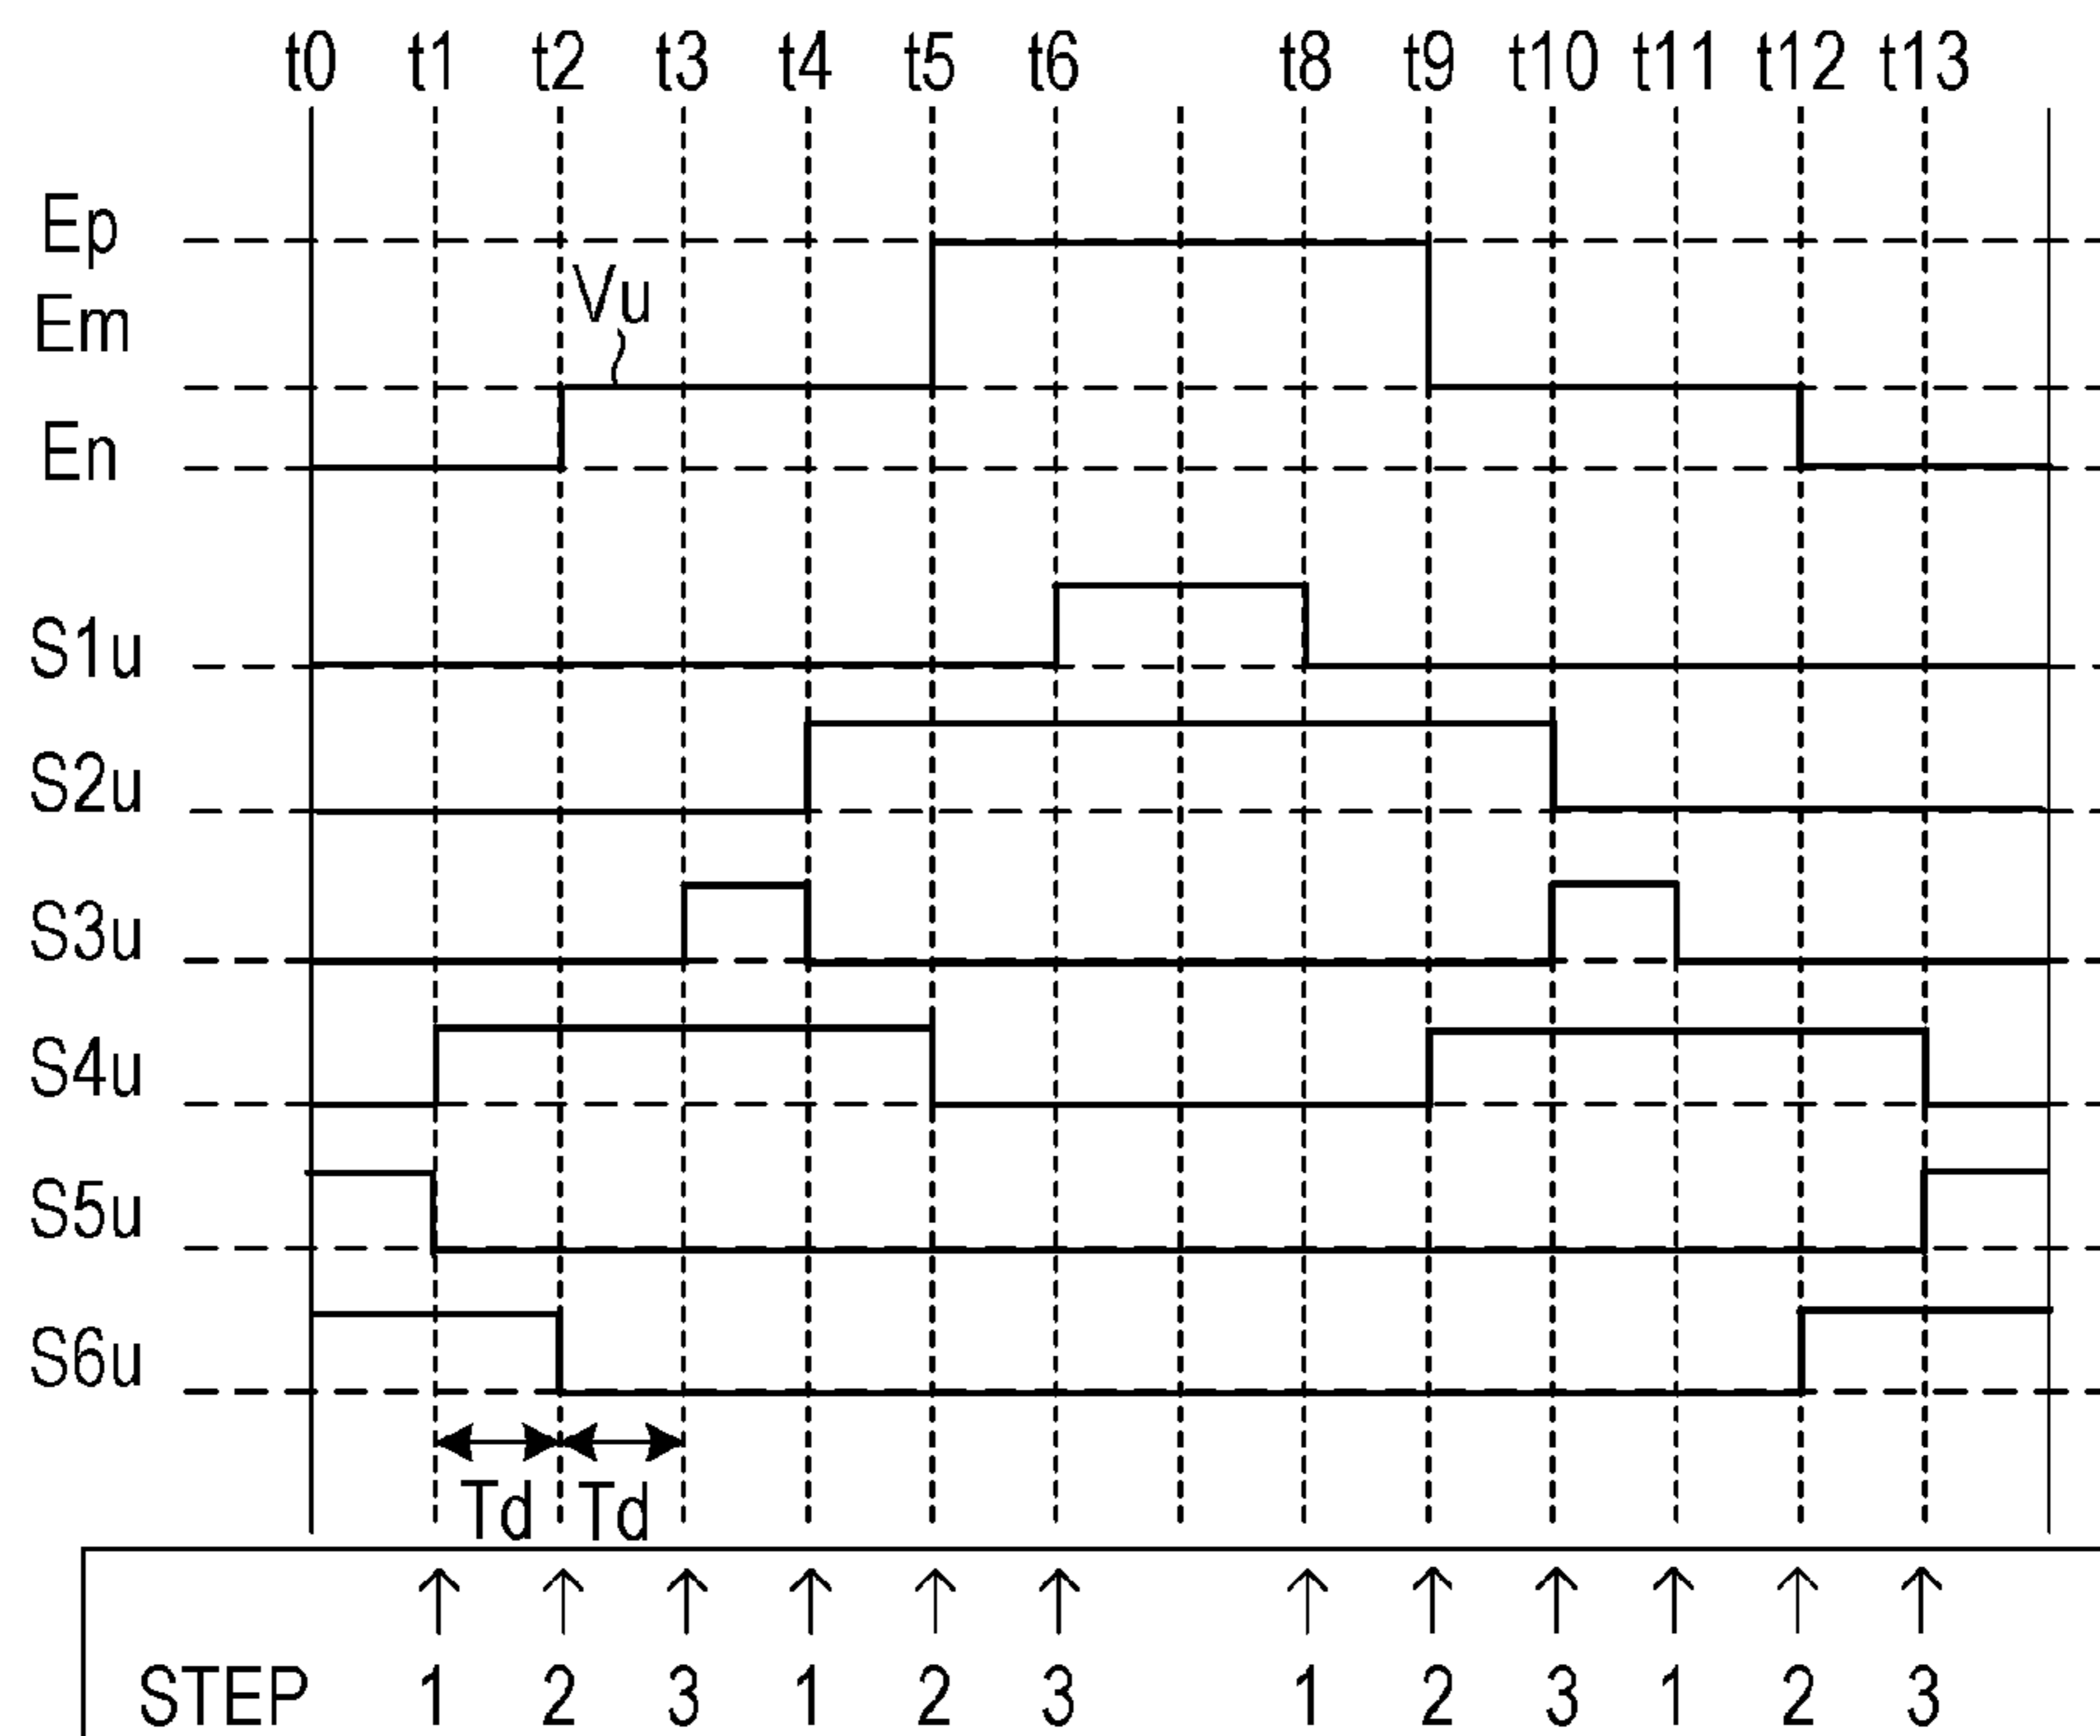 t0 t1 t2 t3 t4 t5 t6 t8 t9 t10 t11 t12 t13
Ep
Vu
Em
En
S1u
S2u
S3u
S4u
S5u
S6u
Td Td
STEP 1 2 3 1 2 3 1 2 3 1 2 3